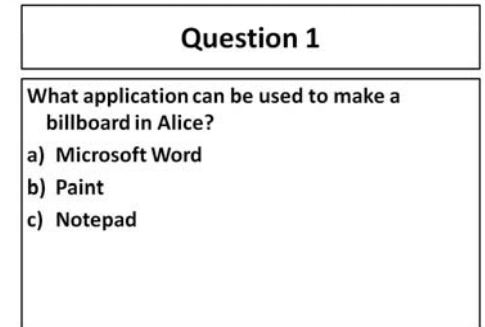 Question 1
What application can be used to make a
billboard in Alice?
a) Microsoft Word
b) Paint
c) Notepad